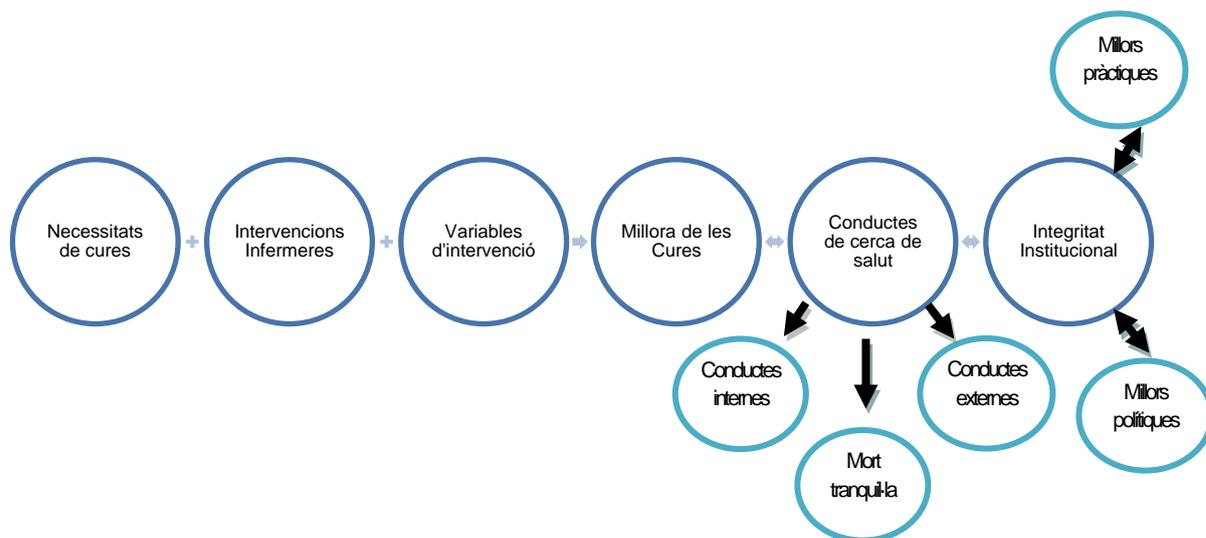 Millors
pràctiques
Necessitats
de cures
Intervencions
Infermeres
Variables
d'intervenció
Millora de les
Cures
Conductes
de cerca de
salut
Integritat
Institucional
Conductes
internes
Conductes
externes
Millors
polítiques
Mort
tranquil·la